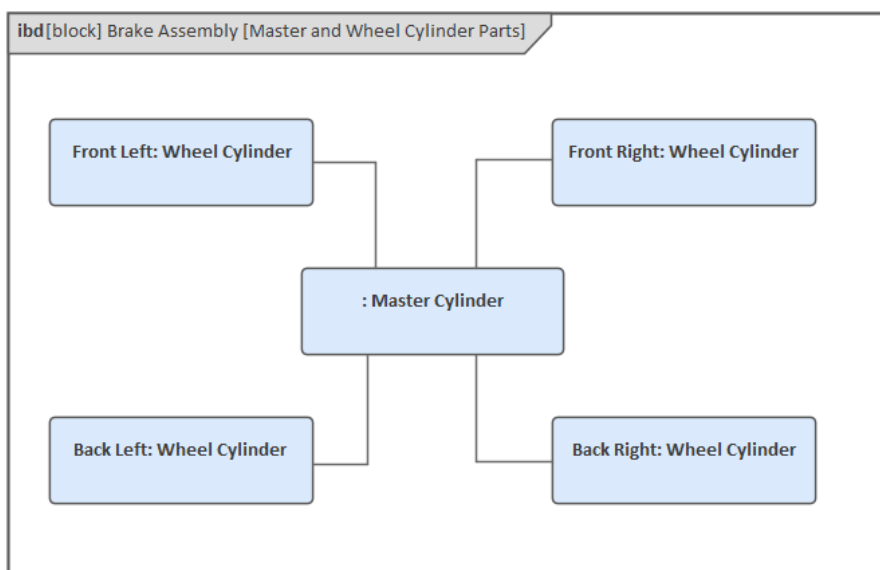 ibd [block] Brake Assembly [Master and Wheel Cylinder Parts]
Front Left: Wheel Cylinder
Front Right: Wheel Cylinder
: Master Cylinder
Back Left: Wheel Cylinder
Back Right: Wheel Cylinder